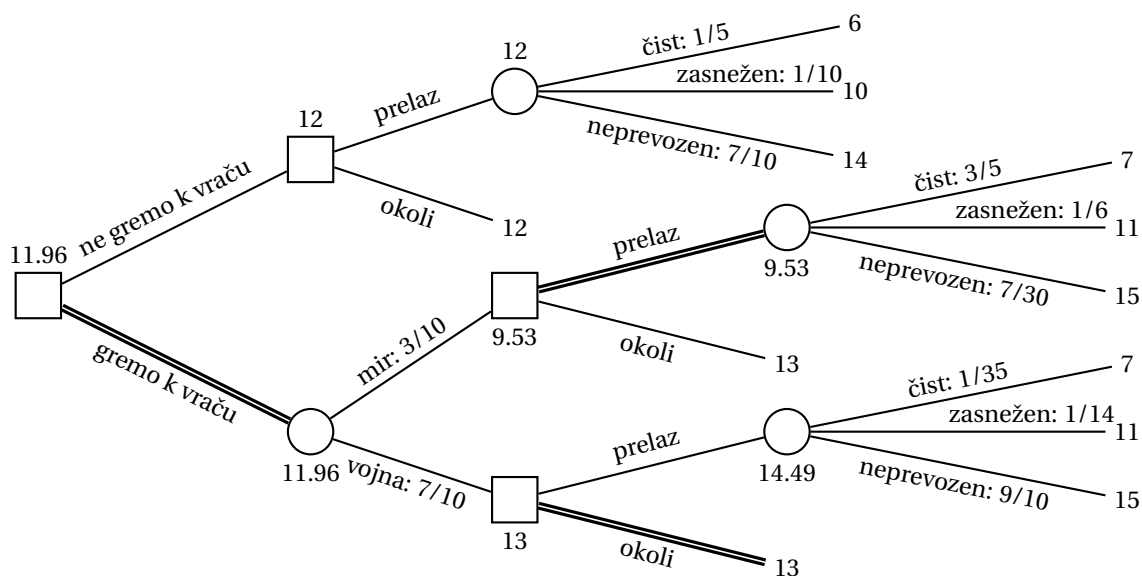 čist: 1/5
6
12
zasnežen: 1/10
10
prelaz
neprevozen: 7/10
14
12
ne gremo k vraču
okoli
12
11.96
čist: 3/5
7
zasnežen: 1/6
11
prelaz
9.53
neprevozen: 7/30
15
gremo k vraču
mir: 3/10
9.53
okoli
13
11.96
vojna: 7/10
čist: 1/35
7
zasnežen: 1/14
11
prelaz
14.49
neprevozen: 9/10
15
13
okoli
13